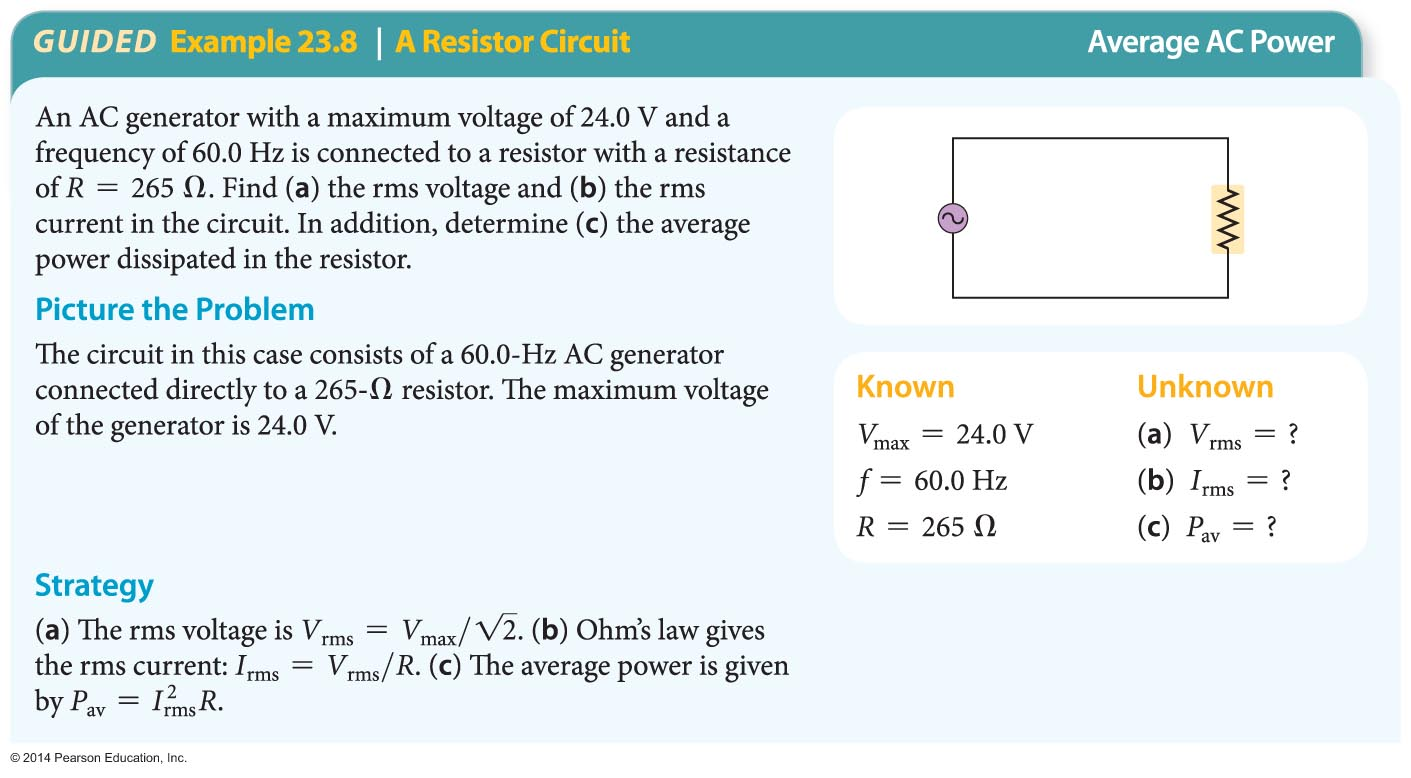 GUIDED Example 23.8 | A Resistor Circuit
Average AC Power
An AC generator with a maximum voltage of 24.0 V and a
frequency of 60.0 Hz is connected to a resistor with a resistance
of R = 265 Ω. Find (a) the rms voltage and (b) the rms
current in the circuit. In addition, determine (c) the average
power dissipated in the resistor.
Picture the Problem
The circuit in this case consists of a 60.0-Hz AC generator
connected directly to a 265-Ω resistor. The maximum voltage
of the generator is 24.0 V.
Known
Vmax = 24.0 V
f = 60.0 Hz
R = 265 Ω
Unknown
(a) Vrms = ?
(b) Irms = ?
(c) Pav = ?
Strategy
(a) The rms voltage is Vrms = Vmax/√2. (b) Ohm’s law gives
the rms current: Irms = Vrms/R. (c) The average power is given
by Pav = I²rmsR.
© 2014 Pearson Education, Inc.